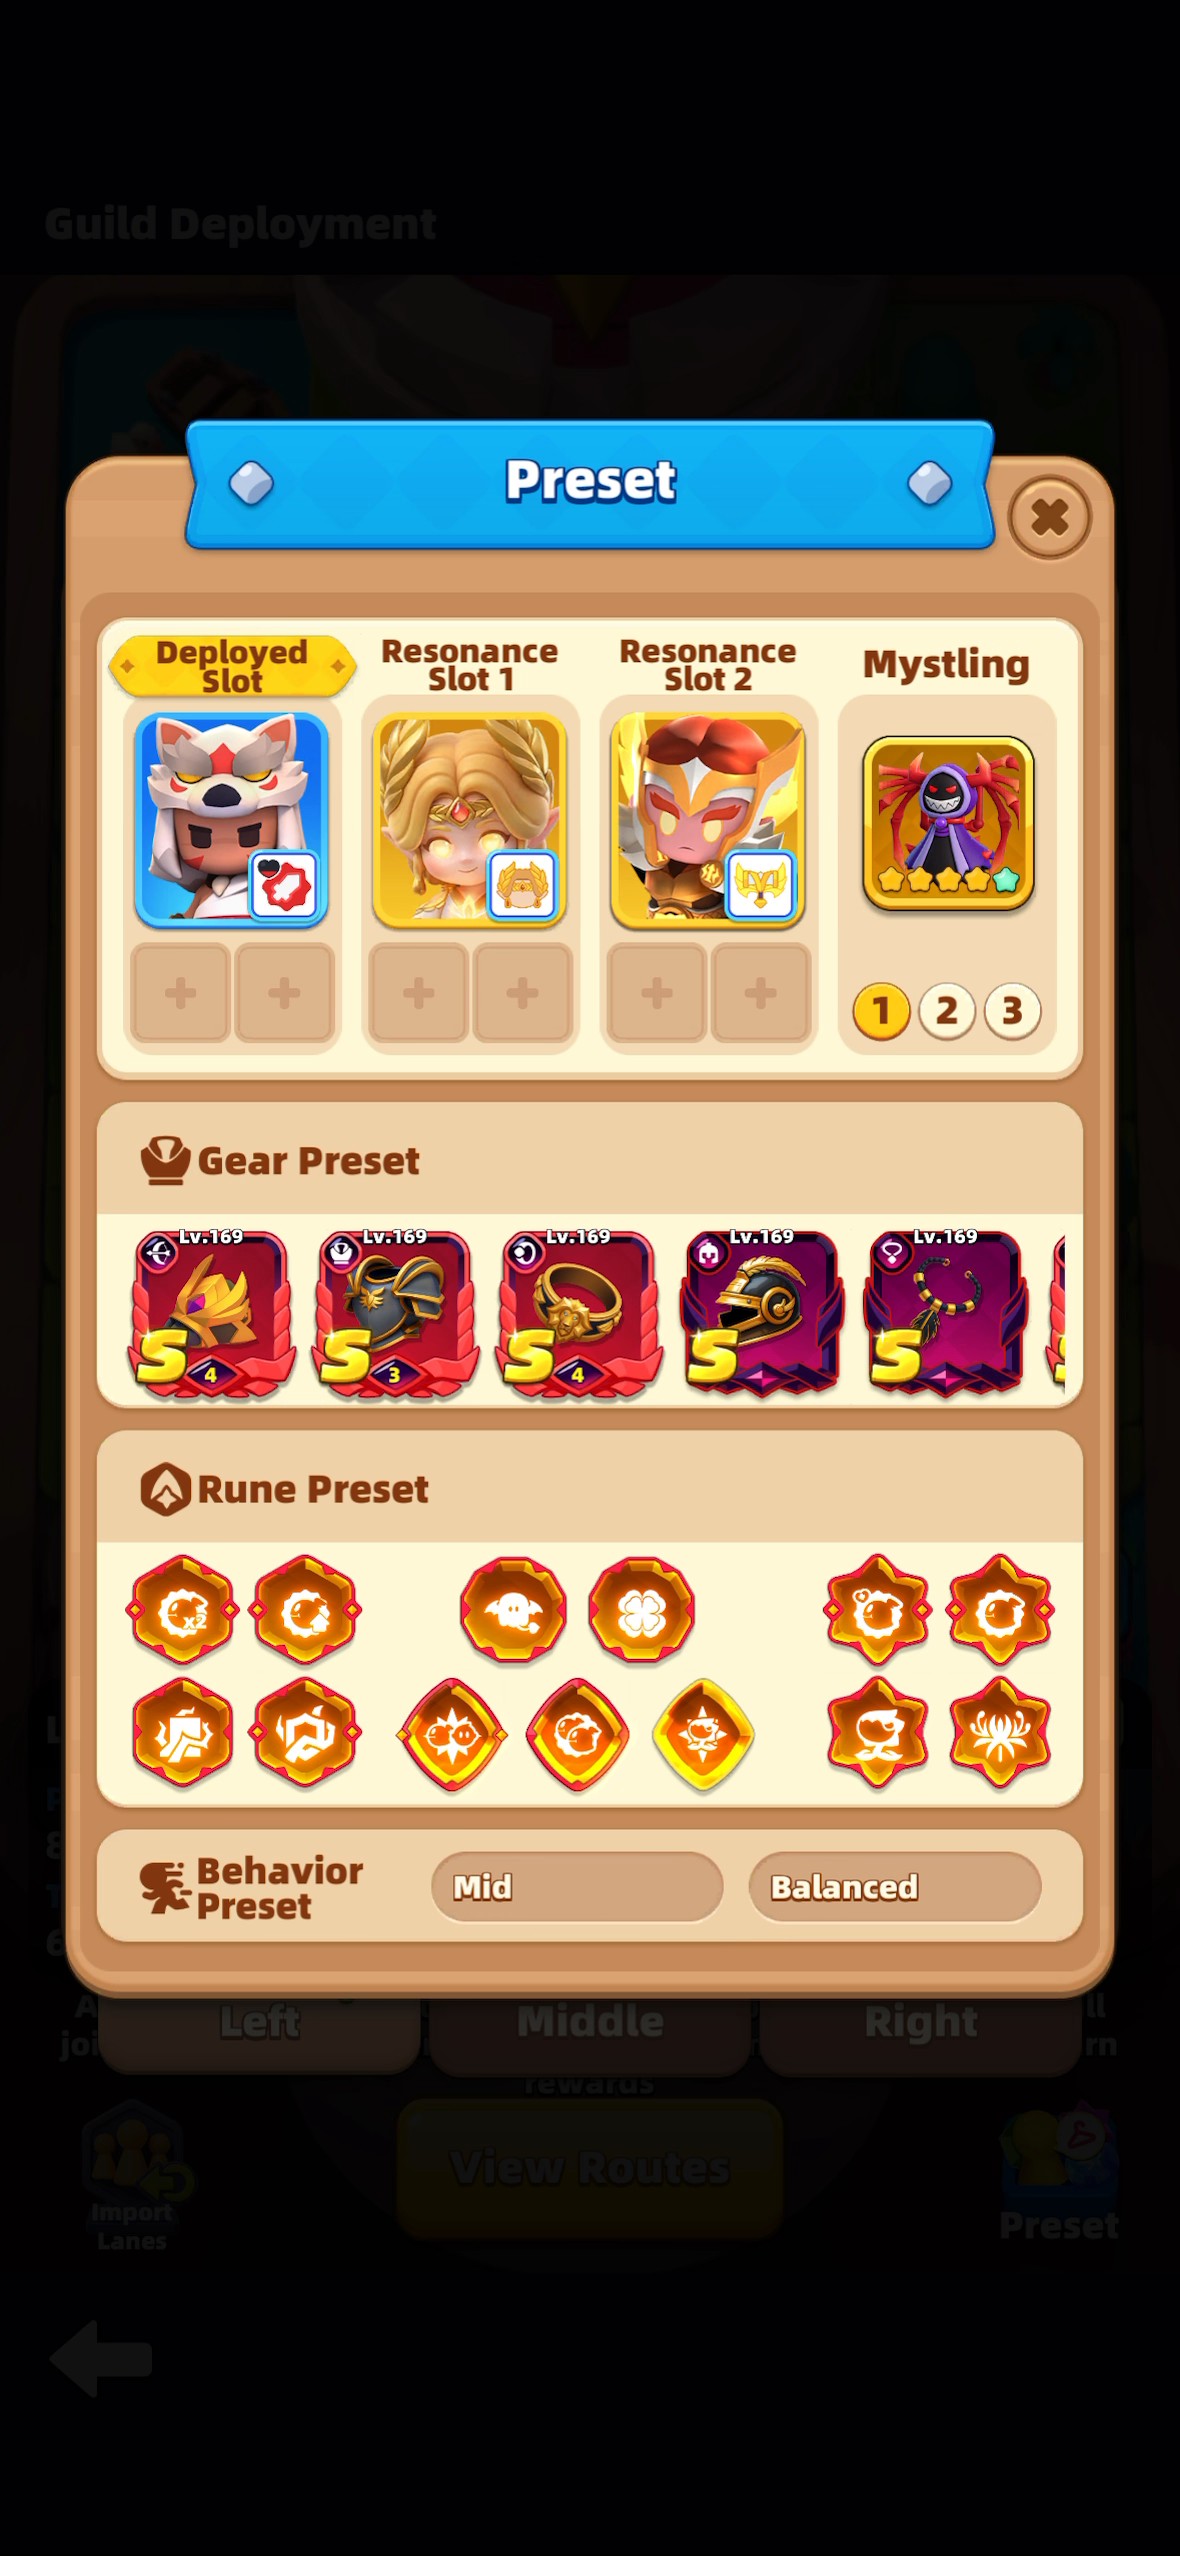 Guild Deployment
Preset
Deployed
Slot
Resonance
Slot 1
Resonance
Slot 2
Mystling
1 2 3
Gear Preset
Lv.169 Lv.169 Lv.169 Lv.169 Lv.169
S 4 S 3 S 4 S S
Rune Preset
x2
Behavior
Preset
Mid
Balanced
Left Middle Right
rewards
View Routes
Import
Lanes
Preset